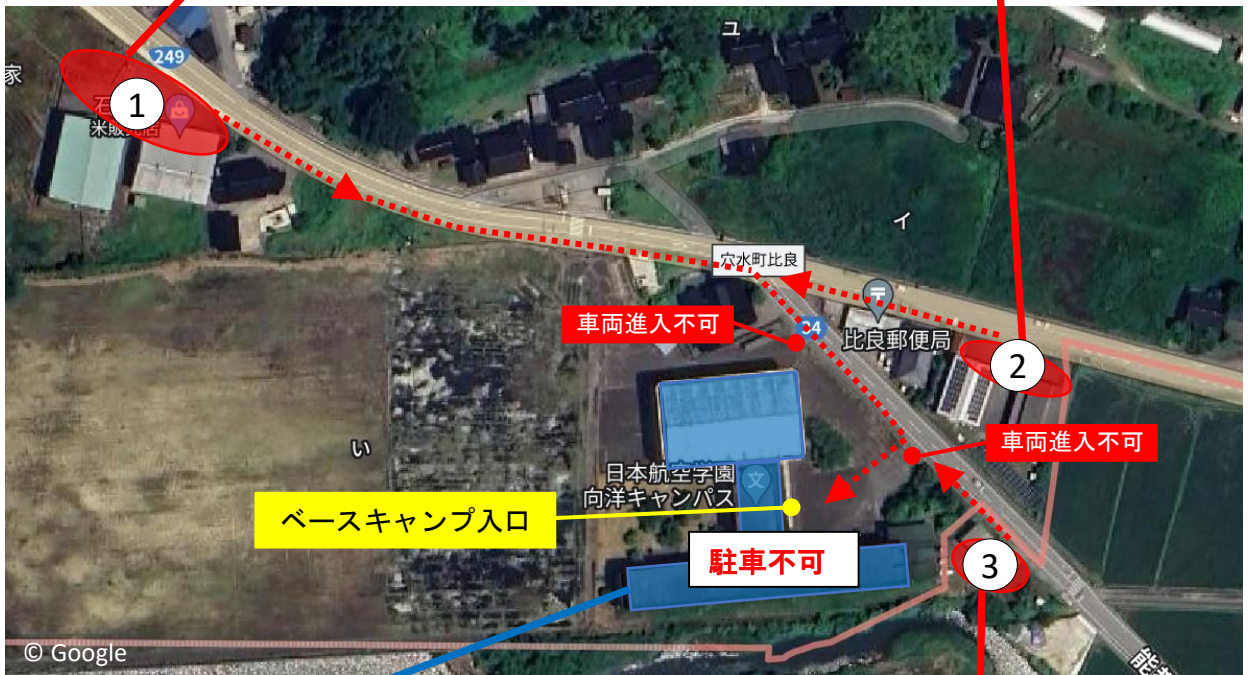 ユ
249
家
1
米販売店
イ
穴水町比良
車両進入不可
04
比良郵便局
2
車両進入不可
い
日本航空学園
向洋キャンパス
文
ベースキャンプ入口
駐車不可
3
© Google